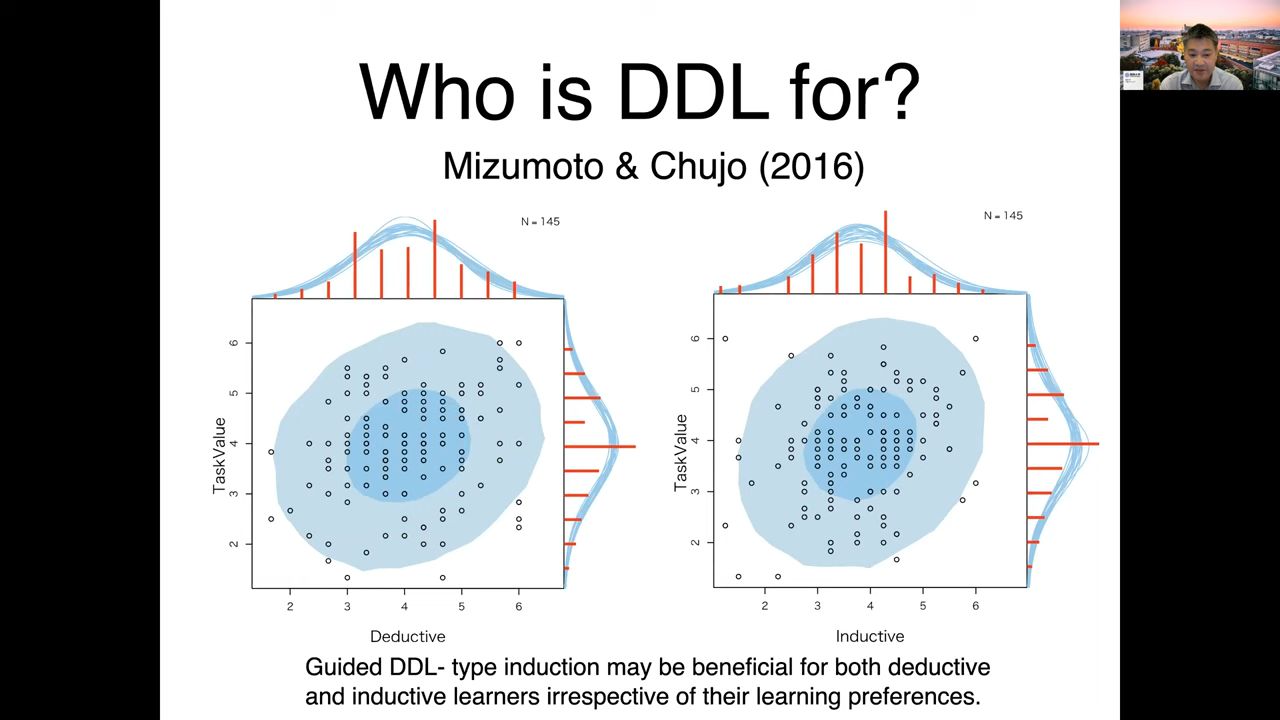 Who is DDL for?
Mizumoto & Chujo (2016)
N = 145
TaskValue
6
5
4
3
2
2 3 4 5 6
Deductive
N = 145
TaskValue
6
5
4
3
2
2 3 4 5 6
Inductive
Guided DDL- type induction may be beneficial for both deductive
and inductive learners irrespective of their learning preferences.